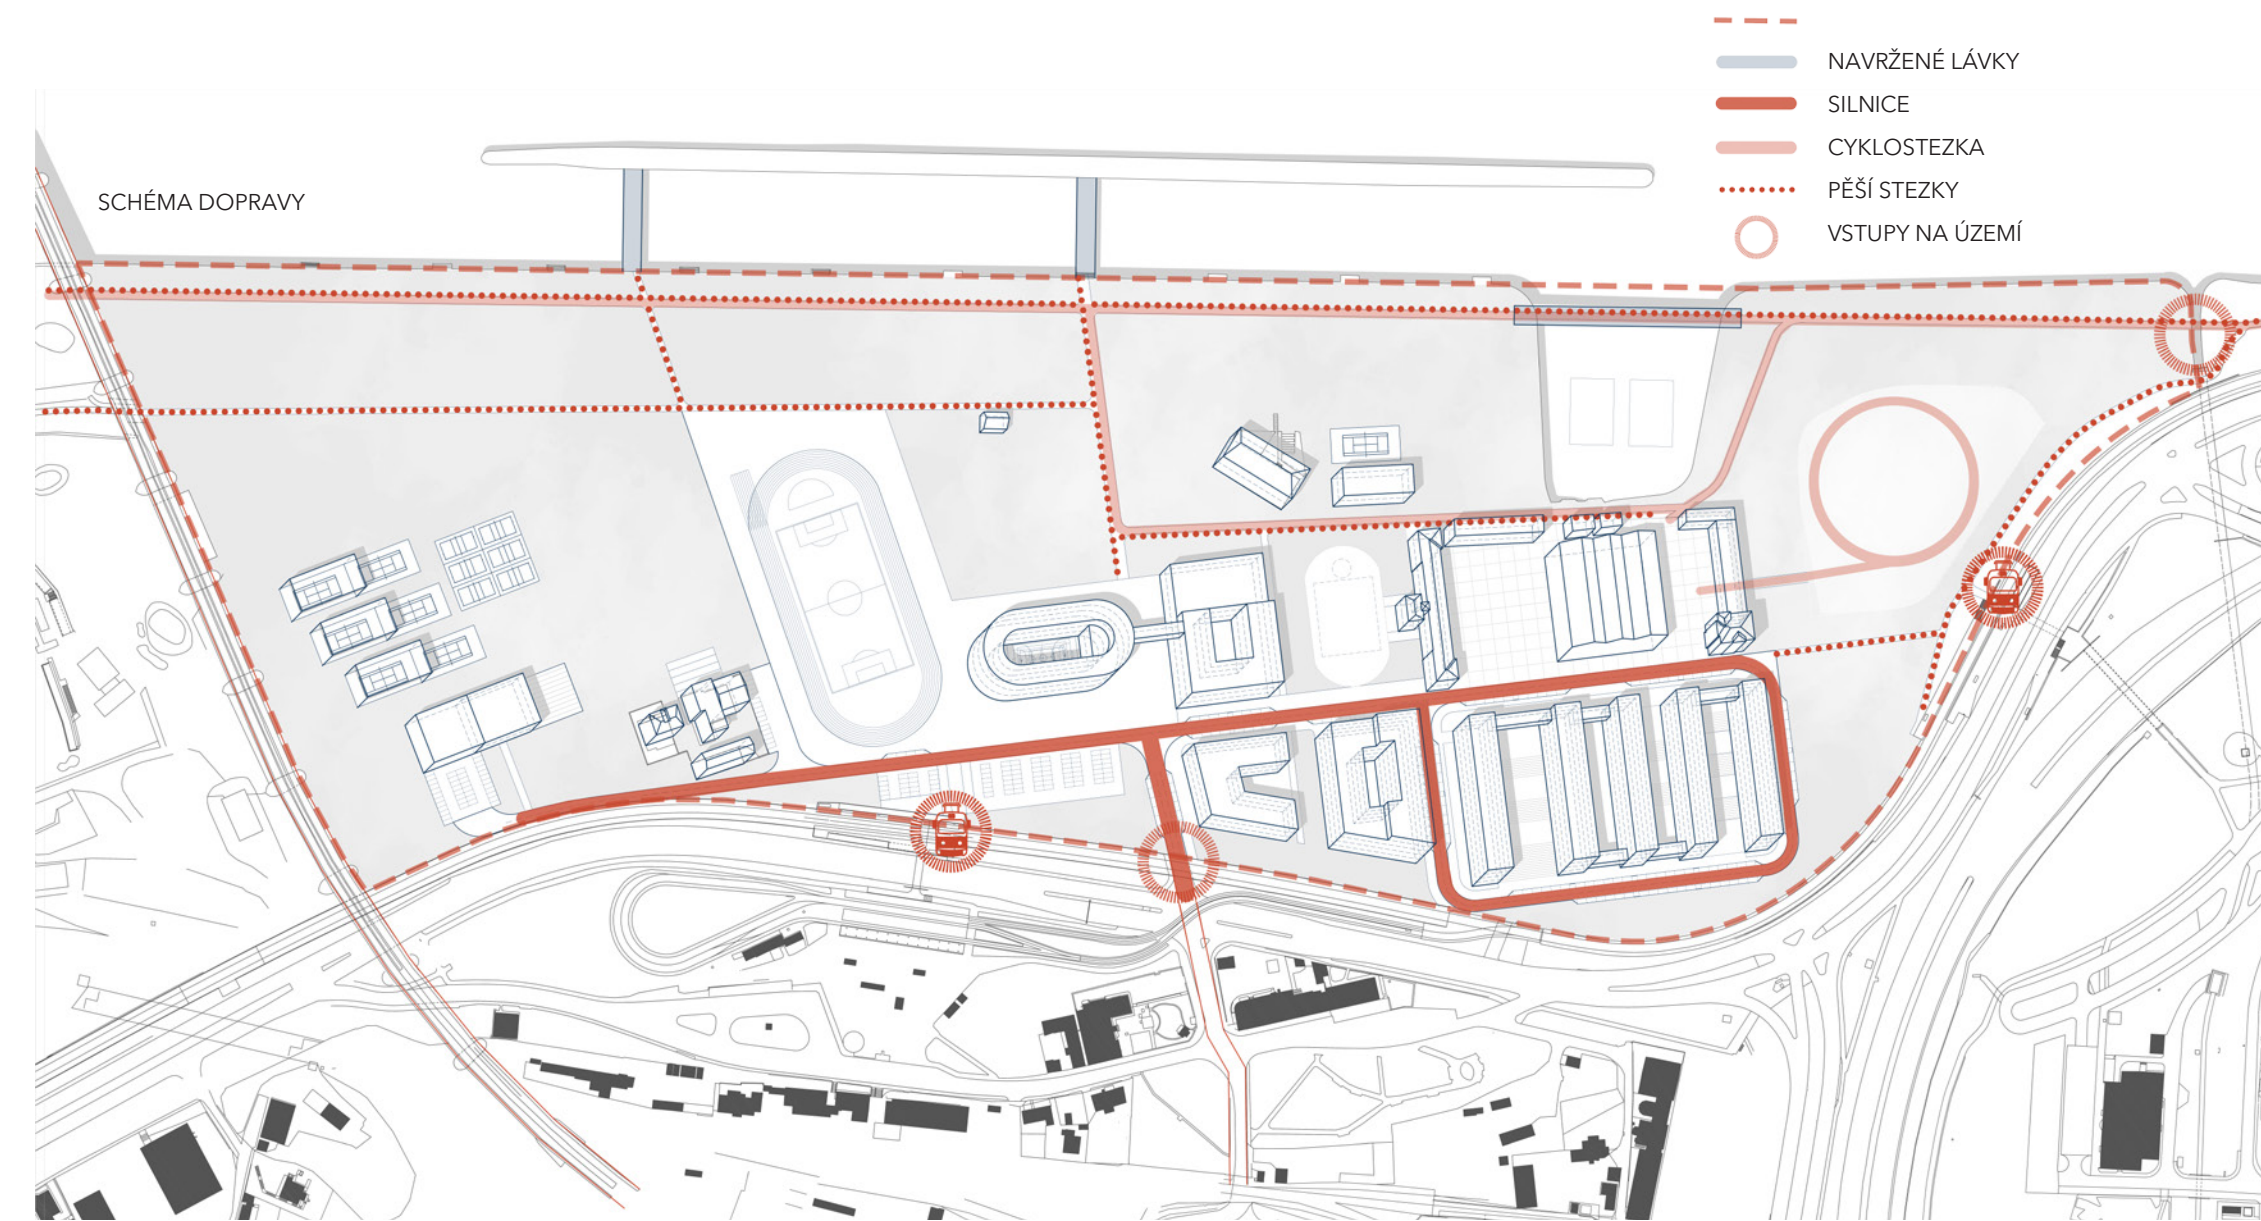 NAVRŽENÉ LÁVKY
SILNICE
CYKLOSTEZKA
PĚŠÍ STEZKY
VSTUPY NA ÚZEMÍ
SCHÉMA DOPRAVY